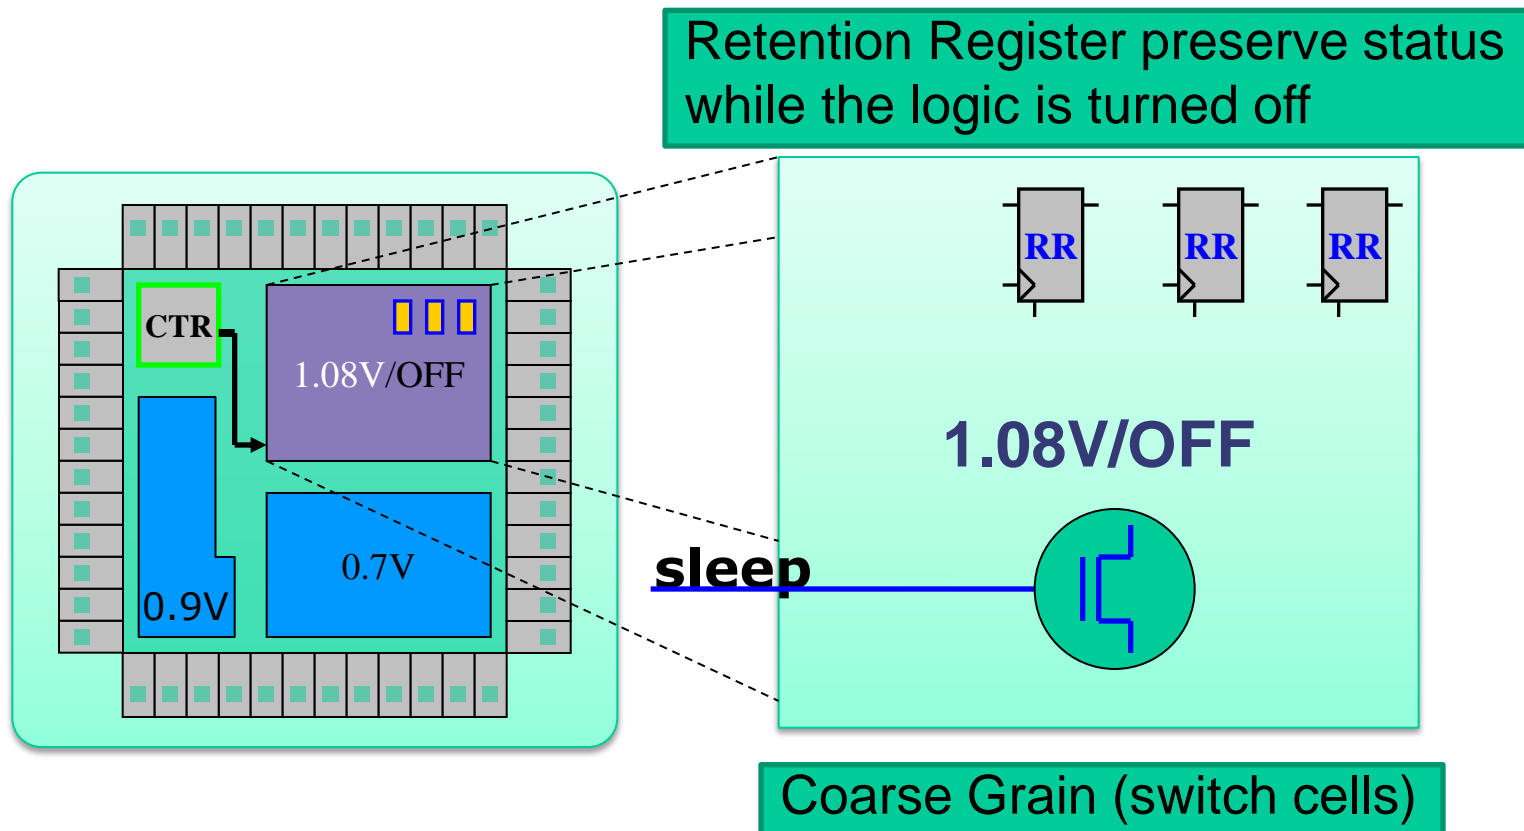 Retention Register preserve status
while the logic is turned off
CTR
1.08V/OFF
0.9V
0.7V
RR RR RR
1.08V/OFF
sleep
Coarse Grain (switch cells)